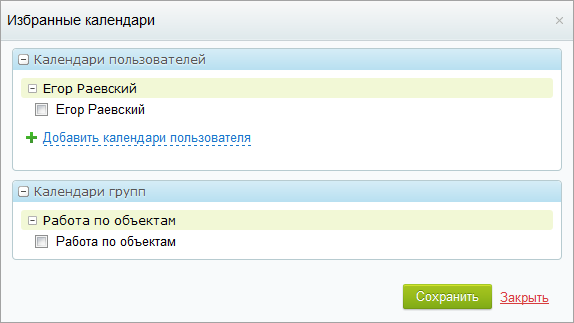 Избранные календари
Календари пользователей
Егор Раевский
Егор Раевский
Добавить календари пользователя
Календари групп
Работа по объектам
Работа по объектам
Сохранить Закрыть